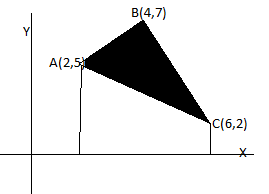 B(4,7)
Y
A(2,5)
C(6,2)
X